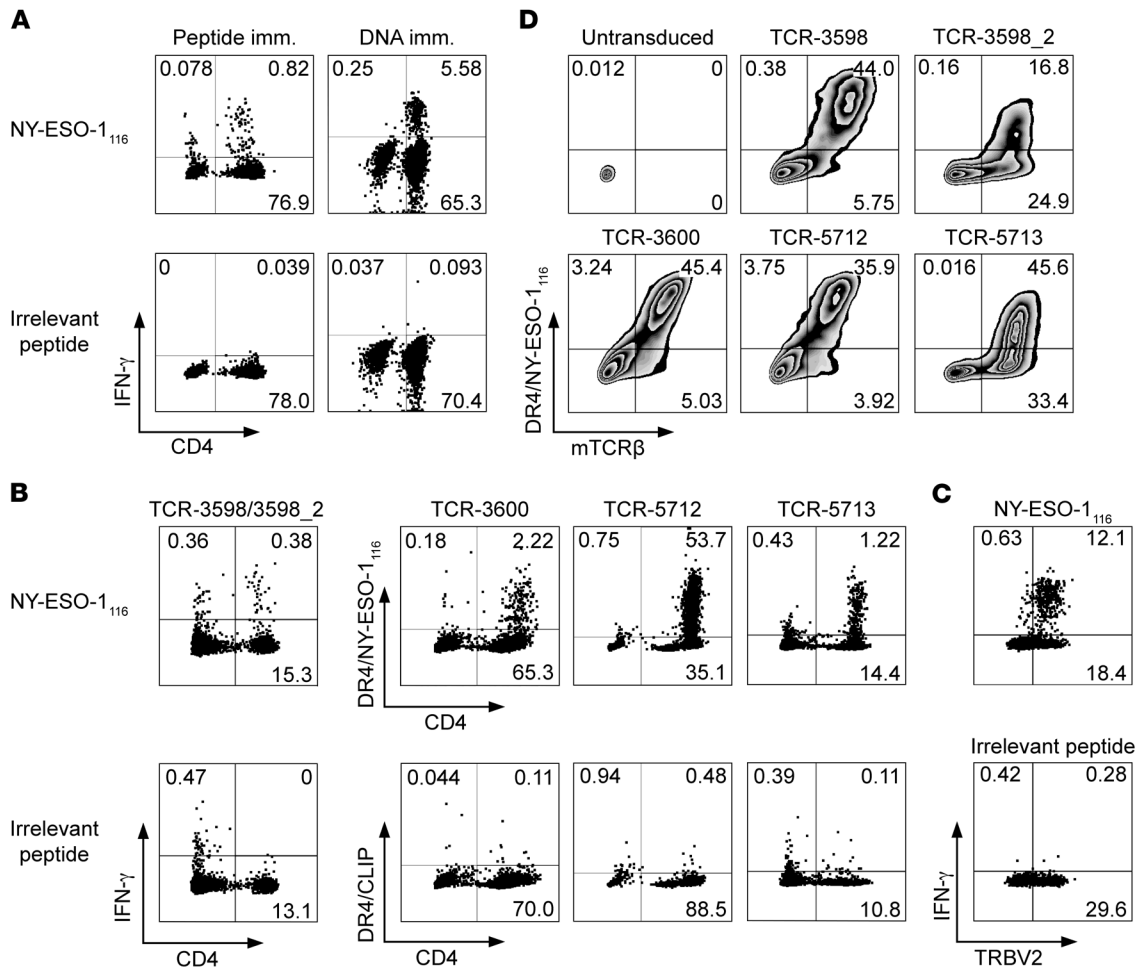 A
Peptide imm. DNA imm.
NY-ESO-1116
0.078 0.82
76.9
0.25 5.58
65.3
Irrelevant
peptide
0 0.039
78.0
0.037 0.093
70.4
IFN-γ
CD4
D
Untransduced TCR-3598 TCR-3598_2
0.012 0
0
0.38 44.0
5.75
0.16 16.8
24.9
TCR-3600 TCR-5712 TCR-5713
3.24 45.4
5.03
3.75 35.9
3.92
0.016 45.6
33.4
DR4/NY-ESO-1116
mTCRβ
B
TCR-3598/3598_2 TCR-3600 TCR-5712 TCR-5713
NY-ESO-1116
0.36 0.38
15.3
DR4/NY-ESO-1116
0.18 2.22
65.3
CD4
0.75 53.7
35.1
0.43 1.22
14.4
Irrelevant
peptide
0.47 0
13.1
IFN-γ
CD4
0.044 0.11
70.0
DR4/CLIP
CD4
0.94 0.48
88.5
0.39 0.11
10.8
C
NY-ESO-1116
0.63 12.1
18.4
Irrelevant peptide
0.42 0.28
29.6
IFN-γ
TRBV2